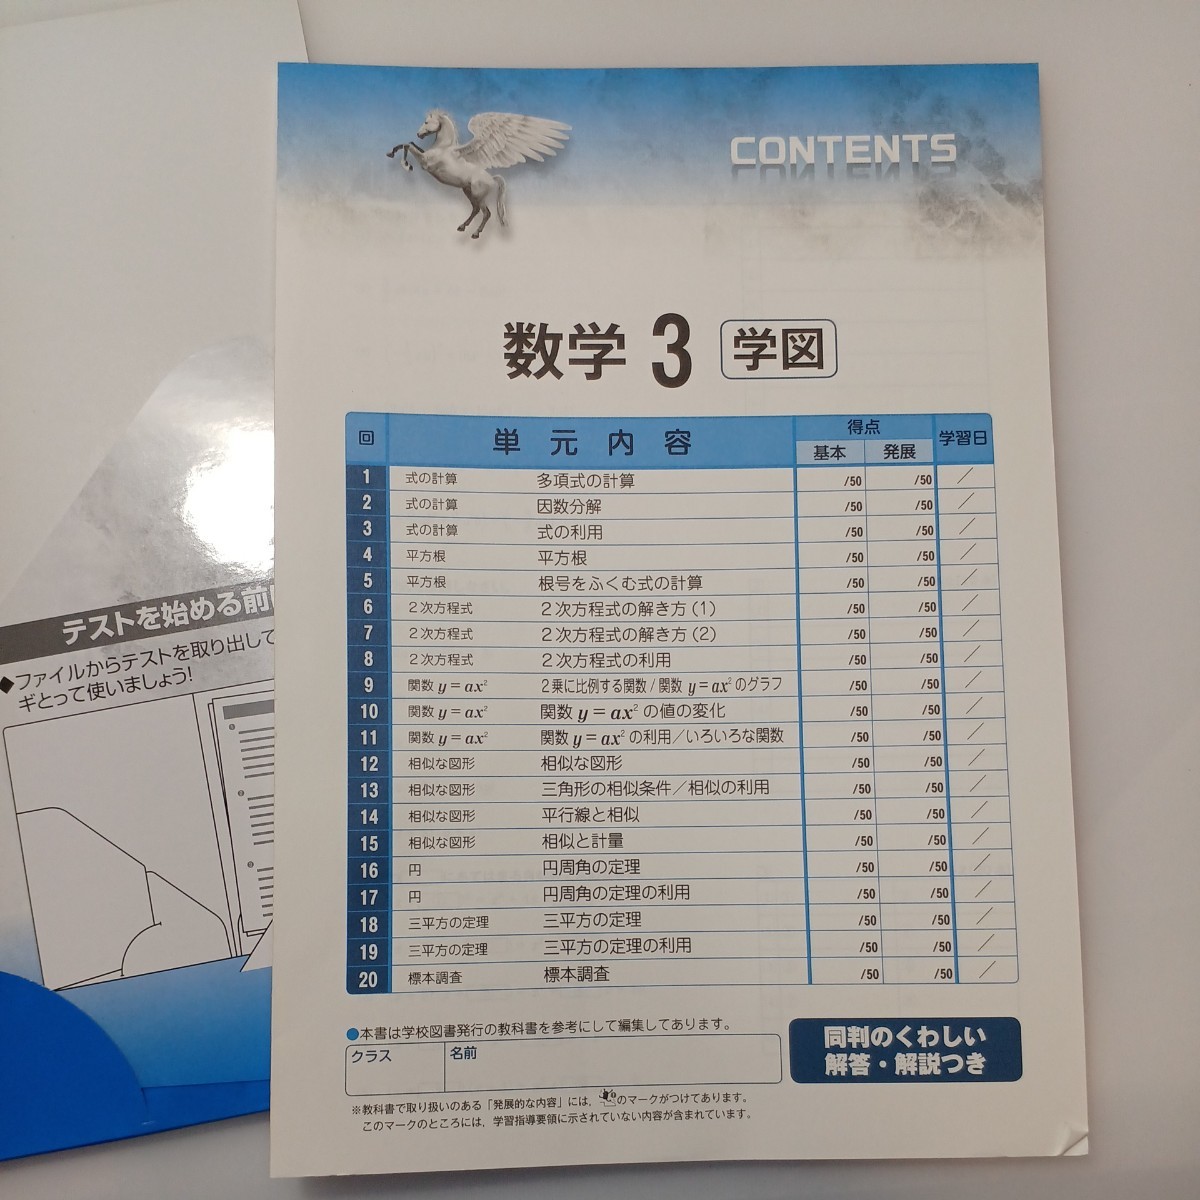 CONTENTS
数学 3 学図
回 単元内容 得点 学習日
基本 発展
1 式の計算 多項式の計算 /50 /50 /
2 式の計算 因数分解 /50 /50 /
3 式の計算 式の利用 /50 /50 /
4 平方根 平方根 /50 /50 /
5 平方根 根号をふくむ式の計算 /50 /50 /
6 2次方程式 2次方程式の解き方(1) /50 /50 /
7 2次方程式 2次方程式の解き方(2) /50 /50 /
8 2次方程式 2次方程式の利用 /50 /50 /
9 関数 y=ax² 2乗に比例する関数/関数 y=ax²のグラフ /50 /50 /
10 関数 y=ax² 関数 y=ax² の値の変化 /50 /50 /
11 関数 y=ax² 関数 y=ax² の利用/いろいろな関数 /50 /50 /
12 相似な図形 相似な図形 /50 /50 /
13 相似な図形 三角形の相似条件/相似の利用 /50 /50 /
14 相似な図形 平行線と相似 /50 /50 /
15 相似な図形 相似と計量 /50 /50 /
16 円 円周角の定理 /50 /50 /
17 円 円周角の定理の利用 /50 /50 /
18 三平方の定理 三平方の定理 /50 /50 /
19 三平方の定理 三平方の定理の利用 /50 /50 /
20 標本調査 標本調査 /50 /50 /
●本書は学校図書発行の教科書を参考にして編集してあります。
クラス 名前
同判のくわしい
解答・解説つき
※教科書で取り扱いのある「発展的な内容」には、のマークがつけてあります。
このマークのところには、学習指導要領に示されていない内容が含まれています。
テストを始める前
◆ファイルからテストを取り出して
ギとって使いましょう!